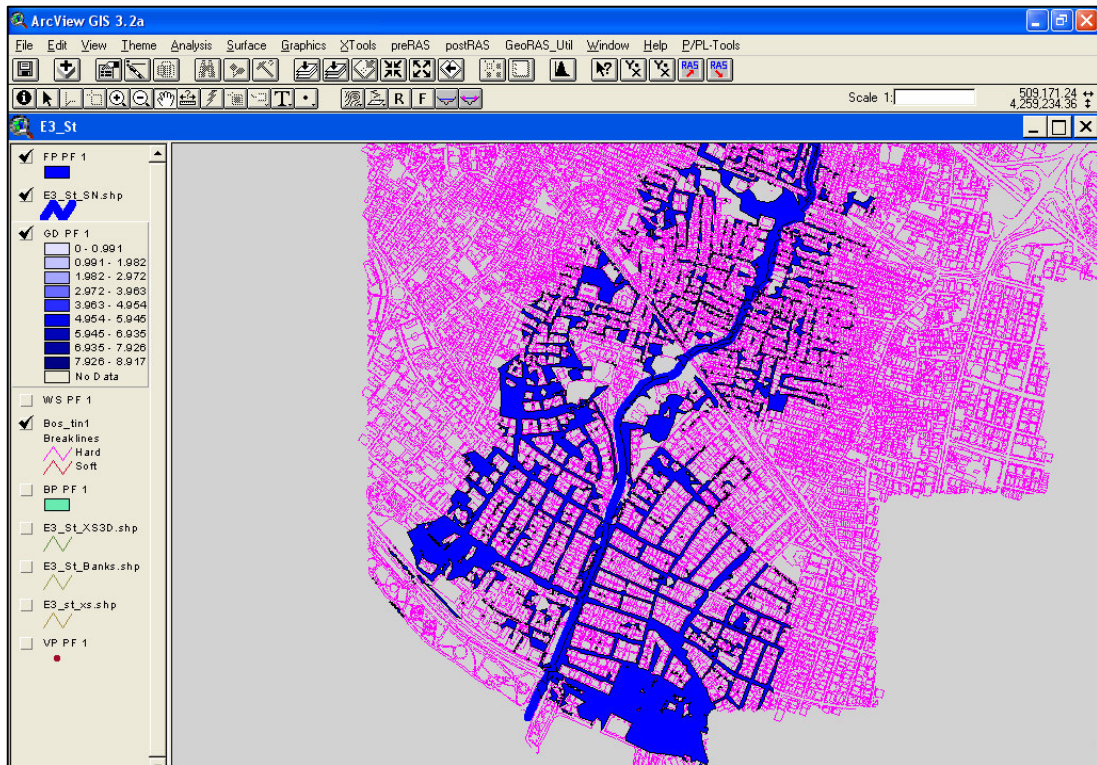 ArcView GIS 3.2a
File Edit View Theme Analysis Surface Graphics XTools preRAS postRAS GeoRAS_Util Window Help P/PL-Tools
? Y X Y X RAS RAS
T R F Scale 1: 509,171.24
4,259,234.36
E3_St
FP PF 1
E3_St_SN.shp
GD PF 1
0 - 0.991
0.991 - 1.982
1.982 - 2.972
2.972 - 3.963
3.963 - 4.954
4.954 - 5.945
5.945 - 6.935
6.935 - 7.926
7.926 - 8.917
No Data
WS PF 1
Bos_tin1
Breaklines
Hard
Soft
BP PF 1
E3_St_XS3D.shp
E3_St_Banks.shp
E3_st_xs.shp
VP PF 1